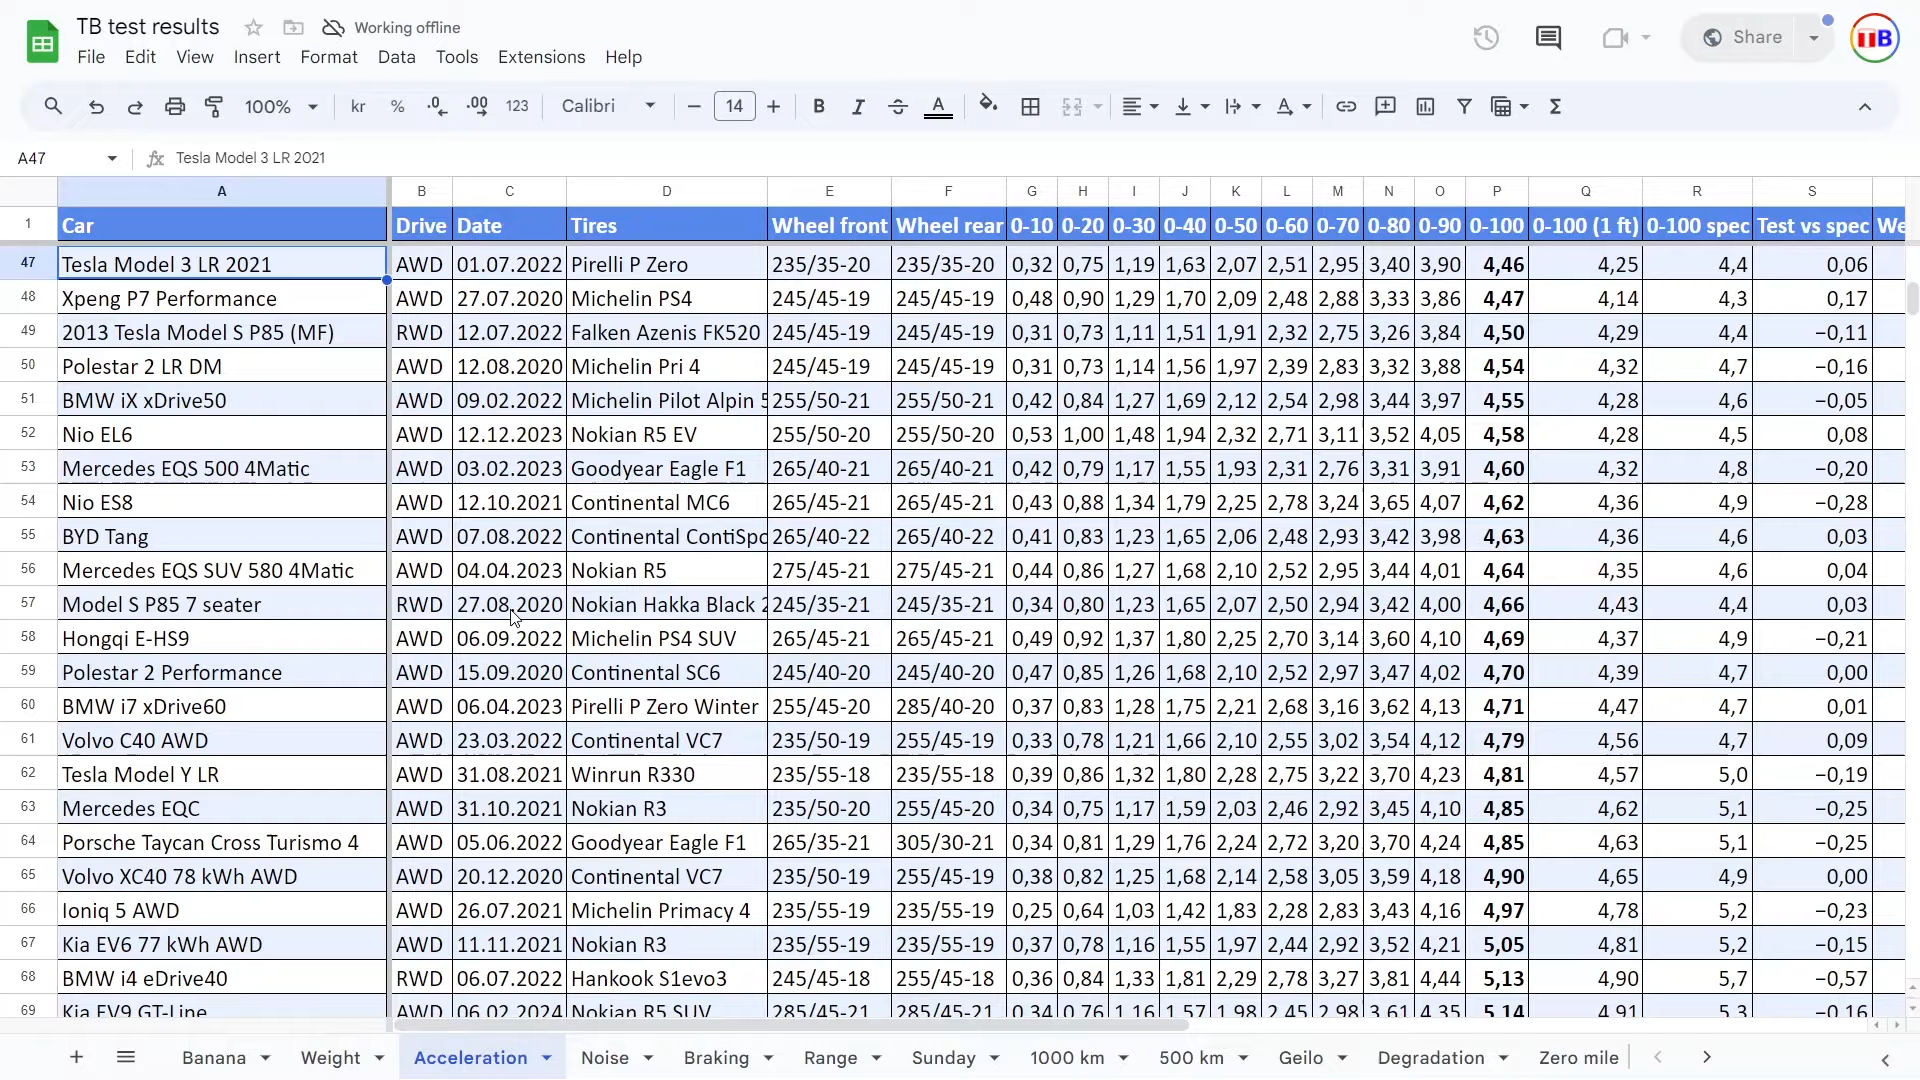 TB test results Working offline
File Edit View Insert Format Data Tools Extensions Help
Share
TB
100% kr % .0 .00 123 Calibri 14 B I S A Σ
A47 fx Tesla Model 3 LR 2021
A B C D E F G H I J K L M N O P Q R S
1 Car Drive Date Tires Wheel front Wheel rear 0-10 0-20 0-30 0-40 0-50 0-60 0-70 0-80 0-90 0-100 0-100 (1 ft) 0-100 spec Test vs spec We
47 Tesla Model 3 LR 2021 AWD 01.07.2022 Pirelli P Zero 235/35-20 235/35-20 0,32 0,75 1,19 1,63 2,07 2,51 2,95 3,40 3,90 4,46 4,25 4,4 0,06
48 Xpeng P7 Performance AWD 27.07.2020 Michelin PS4 245/45-19 245/45-19 0,48 0,90 1,29 1,70 2,09 2,48 2,88 3,33 3,86 4,47 4,14 4,3 0,17
49 2013 Tesla Model S P85 (MF) RWD 12.07.2022 Falken Azenis FK520 245/45-19 245/45-19 0,31 0,73 1,11 1,51 1,91 2,32 2,75 3,26 3,84 4,50 4,29 4,4 −0,11
50 Polestar 2 LR DM AWD 12.08.2020 Michelin Pri 4 245/45-19 245/45-19 0,31 0,73 1,14 1,56 1,97 2,39 2,83 3,32 3,88 4,54 4,32 4,7 −0,16
51 BMW iX xDrive50 AWD 09.02.2022 Michelin Pilot Alpin 5 255/50-21 255/50-21 0,42 0,84 1,27 1,69 2,12 2,54 2,98 3,44 3,97 4,55 4,28 4,6 −0,05
52 Nio EL6 AWD 12.12.2023 Nokian R5 EV 255/50-20 255/50-20 0,53 1,00 1,48 1,94 2,32 2,71 3,11 3,52 4,05 4,58 4,28 4,5 0,08
53 Mercedes EQS 500 4Matic AWD 03.02.2023 Goodyear Eagle F1 265/40-21 265/40-21 0,42 0,79 1,17 1,55 1,93 2,31 2,76 3,31 3,91 4,60 4,32 4,8 −0,20
54 Nio ES8 AWD 12.10.2021 Continental MC6 265/45-21 265/45-21 0,43 0,88 1,34 1,79 2,25 2,78 3,24 3,65 4,07 4,62 4,36 4,9 −0,28
55 BYD Tang AWD 07.08.2022 Continental ContiSpo 265/40-22 265/40-22 0,41 0,83 1,23 1,65 2,06 2,48 2,93 3,42 3,98 4,63 4,36 4,6 0,03
56 Mercedes EQS SUV 580 4Matic AWD 04.04.2023 Nokian R5 275/45-21 275/45-21 0,44 0,86 1,27 1,68 2,10 2,52 2,95 3,44 4,01 4,64 4,35 4,6 0,04
57 Model S P85 7 seater RWD 27.08.2020 Nokian Hakka Black 2 245/35-21 245/35-21 0,34 0,80 1,23 1,65 2,07 2,50 2,94 3,42 4,00 4,66 4,43 4,4 0,03
58 Hongqi E-HS9 AWD 06.09.2022 Michelin PS4 SUV 265/45-21 265/45-21 0,49 0,92 1,37 1,80 2,25 2,70 3,14 3,60 4,10 4,69 4,37 4,9 −0,21
59 Polestar 2 Performance AWD 15.09.2020 Continental SC6 245/40-20 245/40-20 0,47 0,85 1,26 1,68 2,10 2,52 2,97 3,47 4,02 4,70 4,39 4,7 0,00
60 BMW i7 xDrive60 AWD 06.04.2023 Pirelli P Zero Winter 255/45-20 285/40-20 0,37 0,83 1,28 1,75 2,21 2,68 3,16 3,62 4,13 4,71 4,47 4,7 0,01
61 Volvo C40 AWD AWD 23.03.2022 Continental VC7 235/50-19 255/45-19 0,33 0,78 1,21 1,66 2,10 2,55 3,02 3,54 4,12 4,79 4,56 4,7 0,09
62 Tesla Model Y LR AWD 31.08.2021 Winrun R330 235/55-18 235/55-18 0,39 0,86 1,32 1,80 2,28 2,75 3,22 3,70 4,23 4,81 4,57 5,0 −0,19
63 Mercedes EQC AWD 31.10.2021 Nokian R3 235/50-20 255/45-20 0,34 0,75 1,17 1,59 2,03 2,46 2,92 3,45 4,10 4,85 4,62 5,1 −0,25
64 Porsche Taycan Cross Turismo 4 AWD 05.06.2022 Goodyear Eagle F1 265/35-21 305/30-21 0,34 0,81 1,29 1,76 2,24 2,72 3,20 3,70 4,24 4,85 4,63 5,1 −0,25
65 Volvo XC40 78 kWh AWD AWD 20.12.2020 Continental VC7 235/50-19 255/45-19 0,38 0,82 1,25 1,68 2,14 2,58 3,05 3,59 4,18 4,90 4,65 4,9 0,00
66 Ioniq 5 AWD AWD 26.07.2021 Michelin Primacy 4 235/55-19 235/55-19 0,25 0,64 1,03 1,42 1,83 2,28 2,83 3,43 4,16 4,97 4,78 5,2 −0,23
67 Kia EV6 77 kWh AWD AWD 11.11.2021 Nokian R3 235/55-19 235/55-19 0,37 0,78 1,16 1,55 1,97 2,44 2,92 3,52 4,21 5,05 4,81 5,2 −0,15
68 BMW i4 eDrive40 RWD 06.07.2022 Hankook S1evo3 245/45-18 255/45-18 0,36 0,84 1,33 1,81 2,29 2,78 3,27 3,81 4,44 5,13 4,90 5,7 −0,57
69 Kia EV9 GT-Line AWD 06.02.2024 Nokian R5 SUV 285/45-21 285/45-21 0,34 0,76 1,16 1,57 1,98 2,45 2,98 3,61 4,35 5,14 4,91 5,3 −0,16
Banana Weight Acceleration Noise Braking Range Sunday 1000 km 500 km Geilo Degradation Zero mile